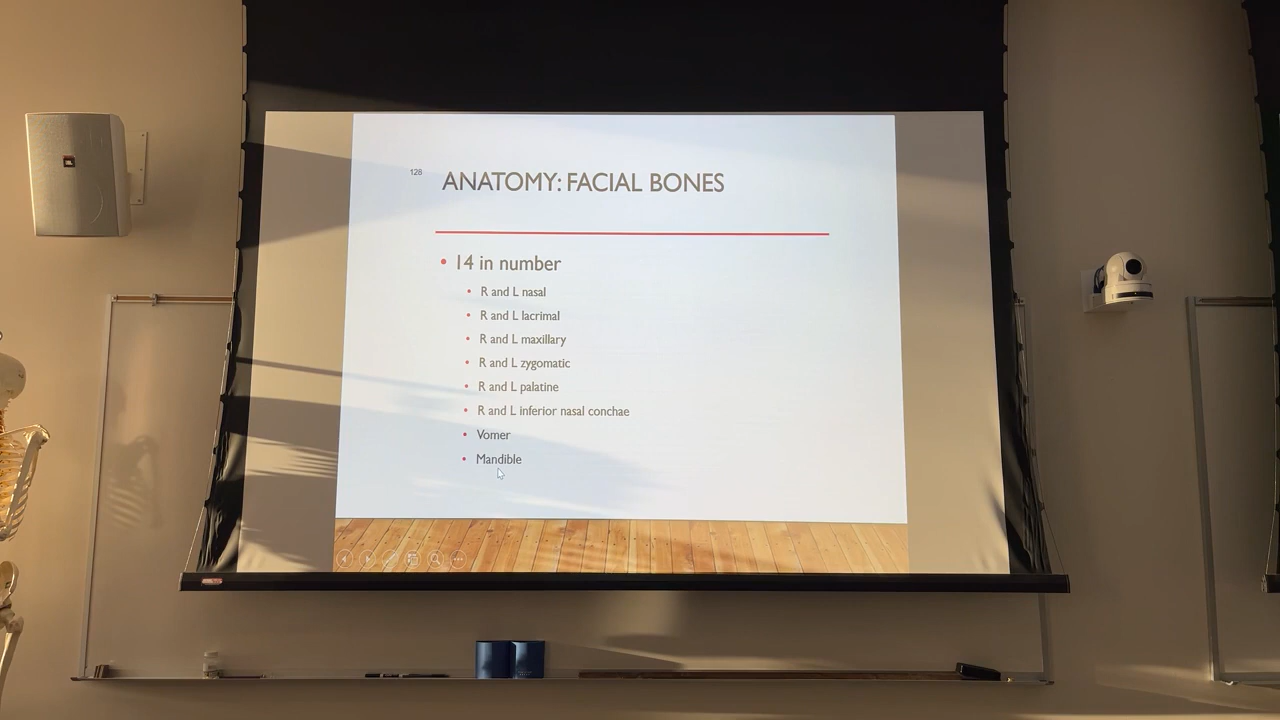 128
ANATOMY: FACIAL BONES
• 14 in number
• R and L nasal
• R and L lacrimal
• R and L maxillary
• R and L zygomatic
• R and L palatine
• R and L inferior nasal conchae
• Vomer
• Mandible
JBL